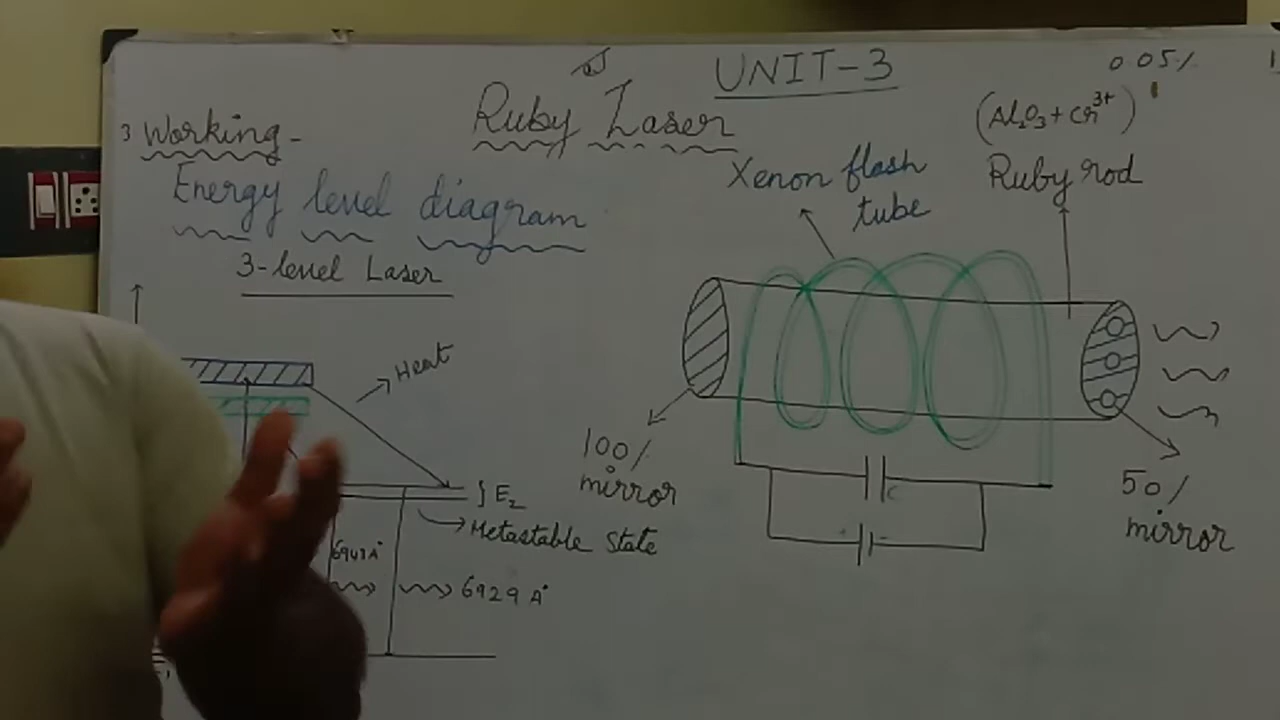 UNIT-3
0.05%
Ruby Laser
(Al2O3 + Cr3+)
3 Working-
Energy level diagram
3-level Laser
Xenon flash
tube
Ruby rod
Heat
100%
mirror
50%
mirror
} E2
Metastable State
6943 A°
6929 A°
C
+ -